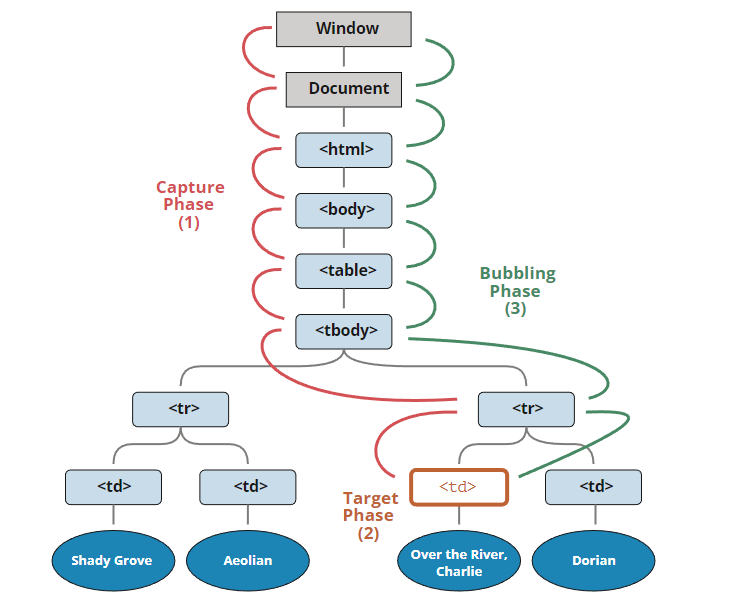 Window
Document
<html>
<body>
<table>
<tbody>
Capture
Phase
(1)
Bubbling
Phase
(3)
<tr>
<tr>
<td>
<td>
<td>
<td>
Target
Phase
(2)
Shady Grove
Aeolian
Over the River,
Charlie
Dorian